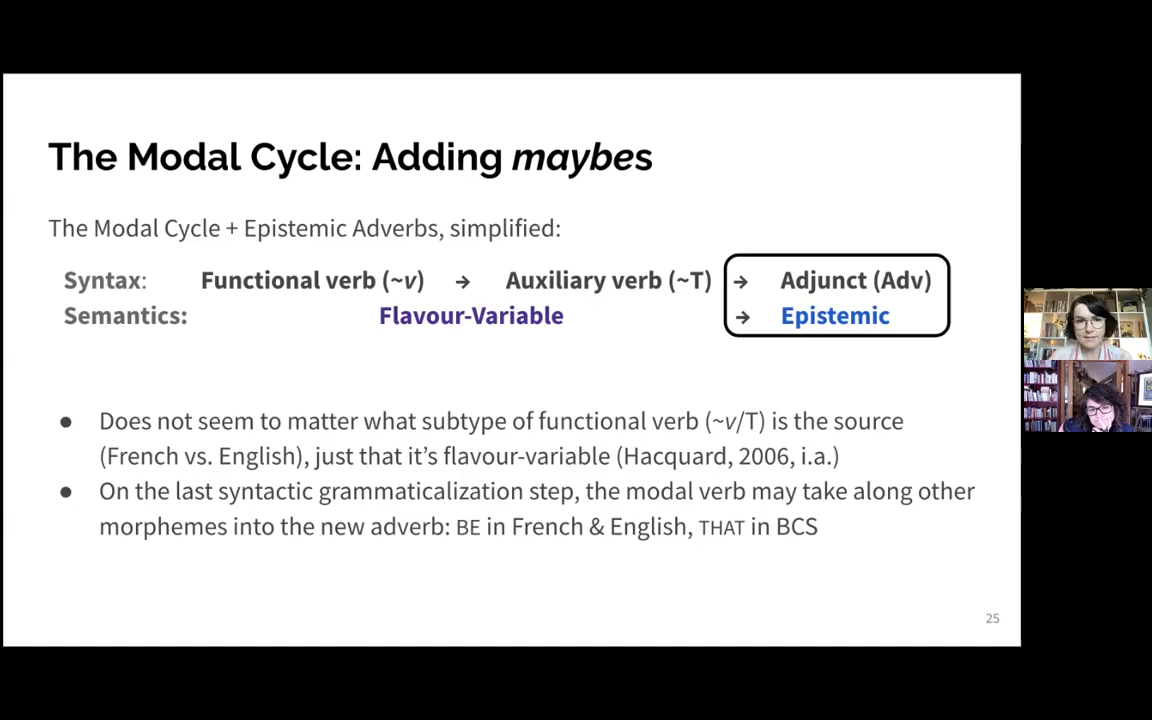 The Modal Cycle: Adding maybes
The Modal Cycle + Epistemic Adverbs, simplified:
Syntax: Functional verb (~v) → Auxiliary verb (~T) → Adjunct (Adv)
Semantics: Flavour-Variable → Epistemic
● Does not seem to matter what subtype of functional verb (~v/T) is the source
(French vs. English), just that it's flavour-variable (Hacquard, 2006, i.a.)
● On the last syntactic grammaticalization step, the modal verb may take along other
morphemes into the new adverb: BE in French & English, THAT in BCS
25